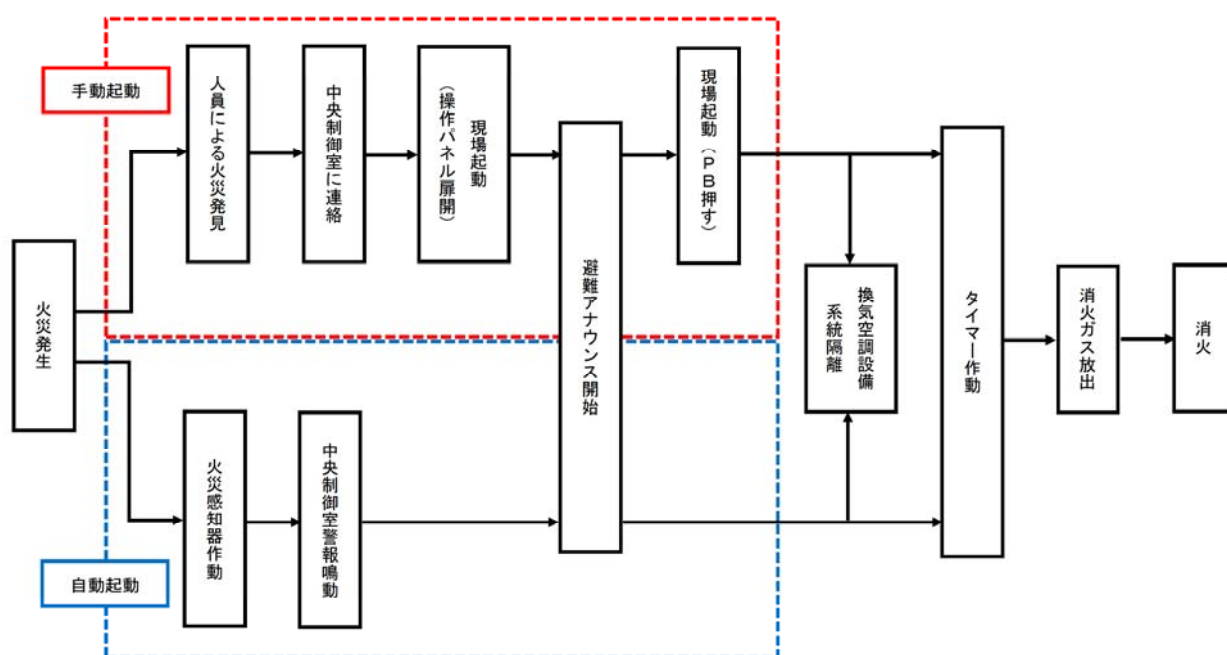 手動起動
人員による火災発見
中央制御室に連絡
現場起動
（操作パネル扉開）
現場起動（ＰＢ押す）
火災発生
避難アナウンス開始
換気空調設備
系統隔離
タイマー作動
消火ガス放出
消火
火災感知器作動
中央制御室警報鳴動
自動起動